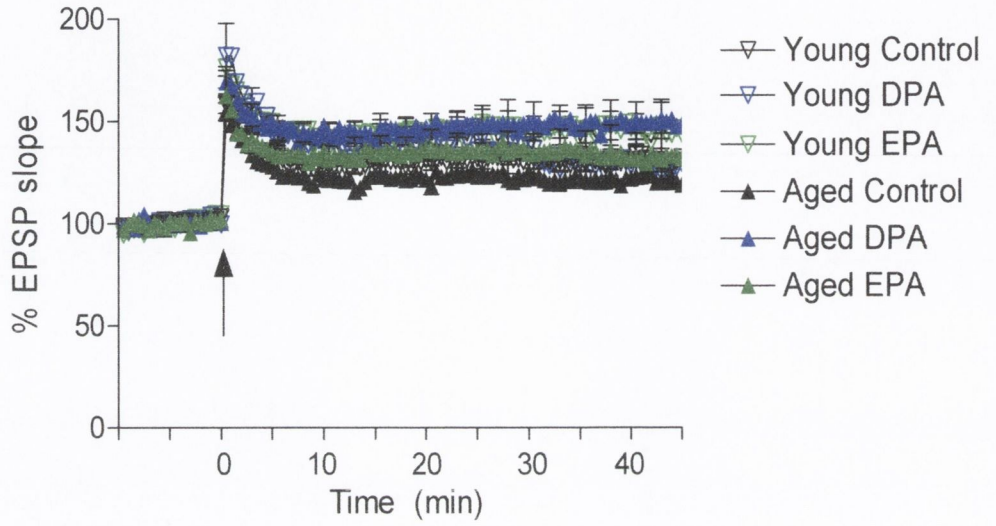 200
150
100
50
0
% EPSP slope
0 10 20 30 40
Time (min)
Young Control
Young DPA
Young EPA
Aged Control
Aged DPA
Aged EPA